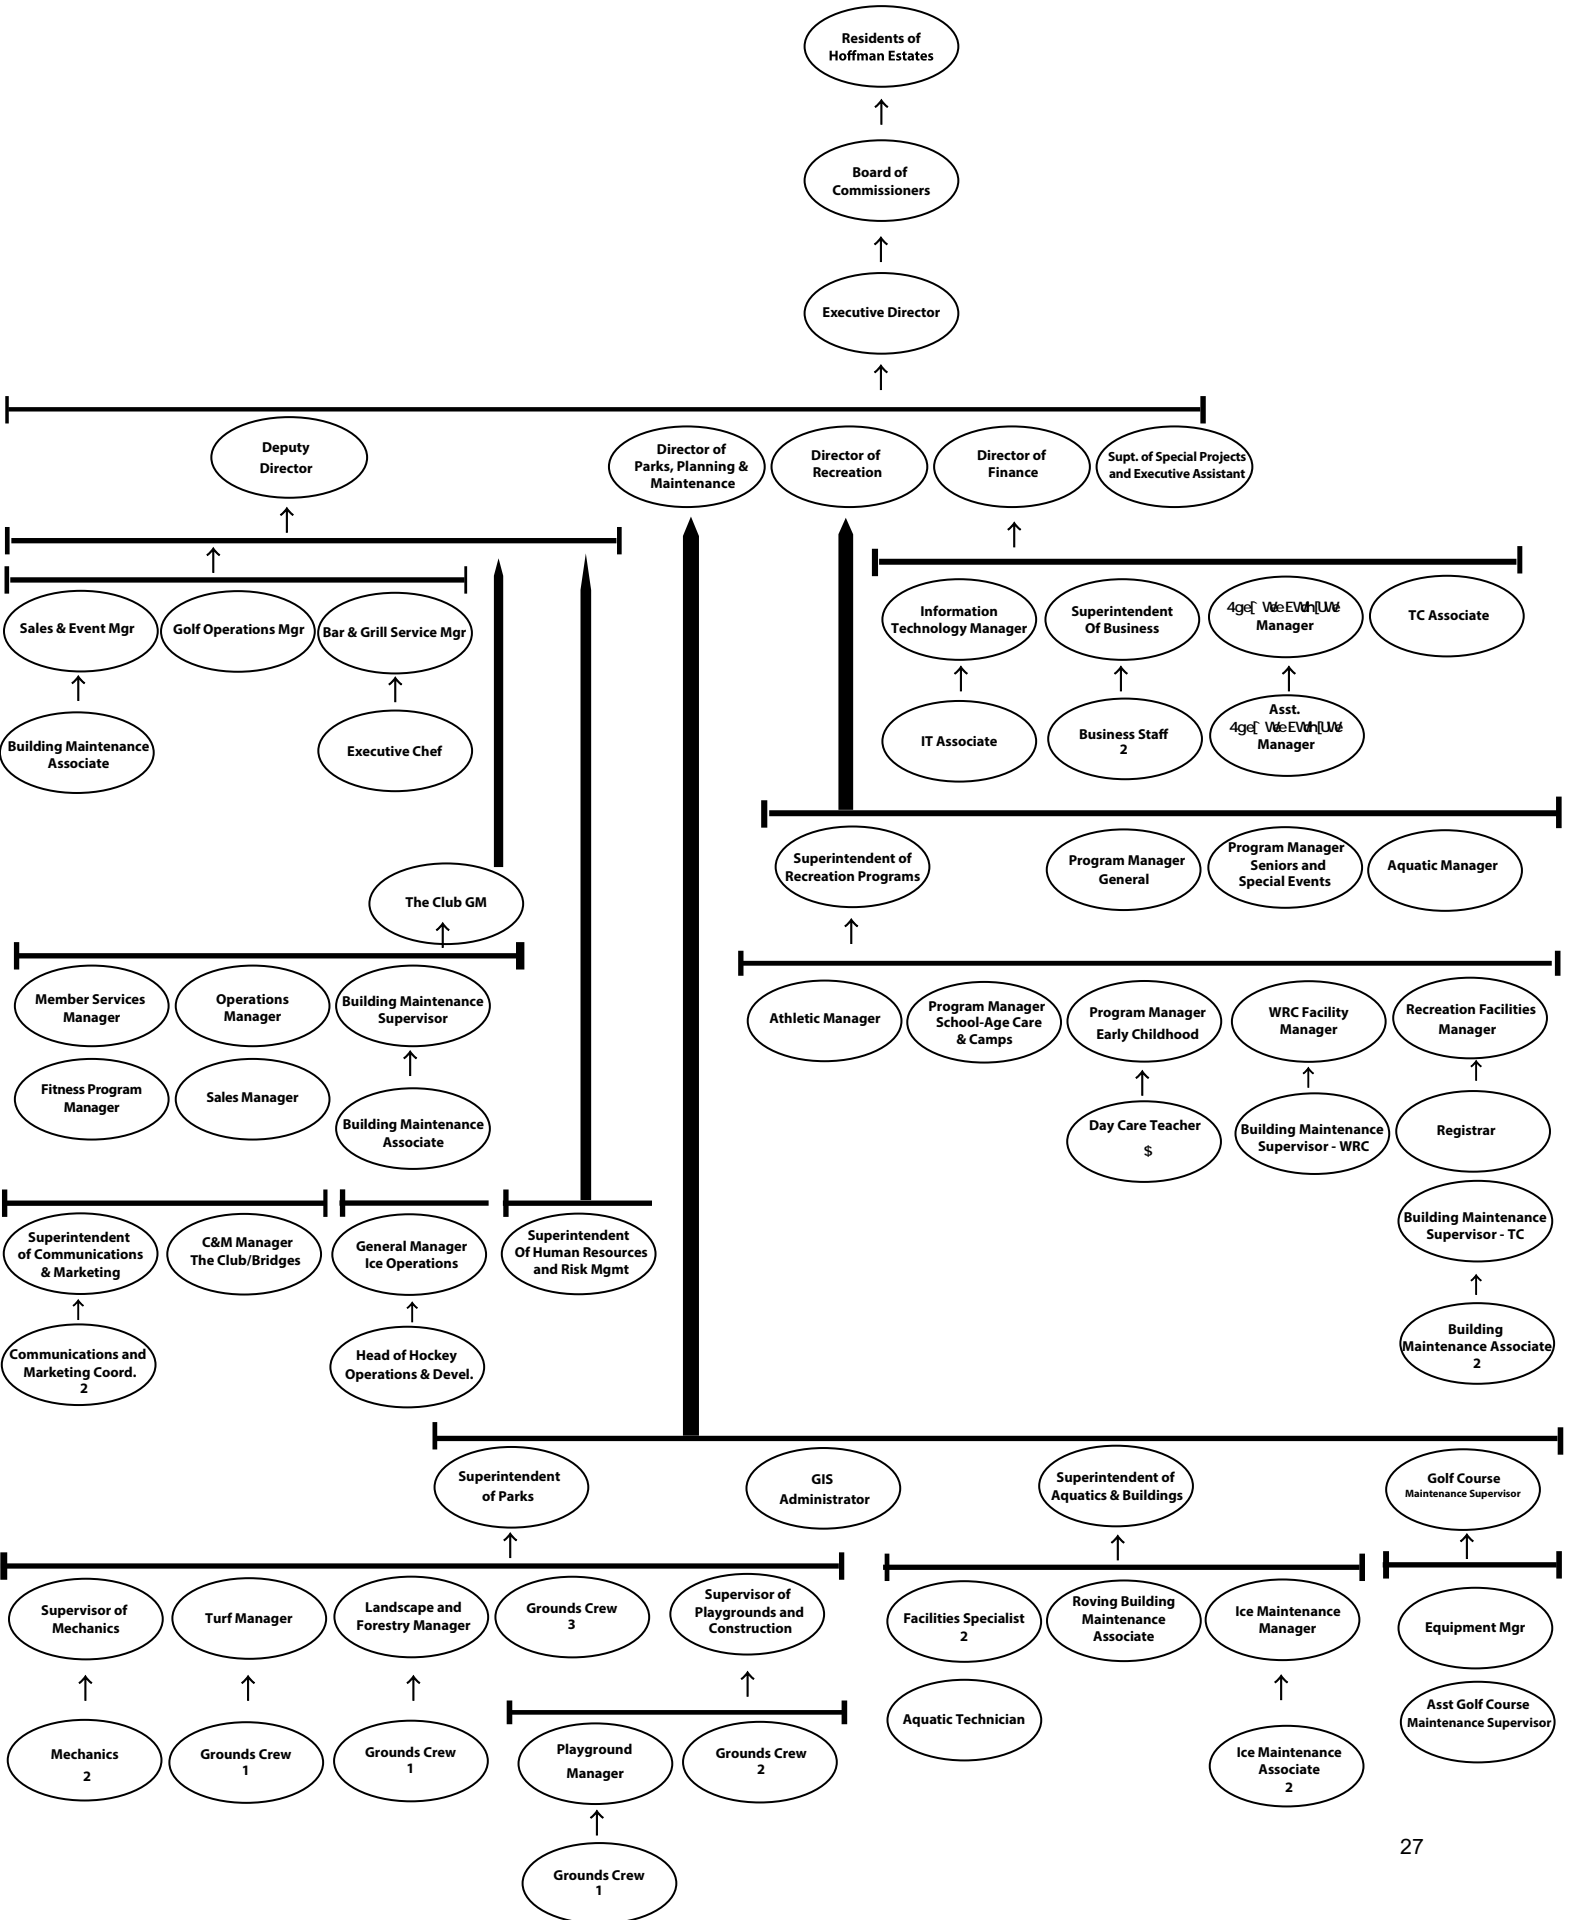 Residents of
Hoffman Estates
Board of
Commissioners
Executive Director
Deputy
Director
Director of
Parks, Planning &
Maintenance
Director of
Recreation
Director of
Finance
Supt. of Special Projects
and Executive Assistant
Sales & Event Mgr
Golf Operations Mgr
Bar & Grill Service Mgr
Information
Technology Manager
Superintendent
Of Business
Manager
TC Associate
Building Maintenance
Associate
Executive Chef
IT Associate
Business Staff
2
Asst.
Manager
Superintendent of
Recreation Programs
Program Manager
General
Program Manager
Seniors and
Special Events
Aquatic Manager
The Club GM
Member Services
Manager
Operations
Manager
Building Maintenance
Supervisor
Athletic Manager
Program Manager
School-Age Care
& Camps
Program Manager
Early Childhood
WRC Facility
Manager
Recreation Facilities
Manager
Fitness Program
Manager
Sales Manager
Building Maintenance
Associate
Day Care Teacher
$
Building Maintenance
Supervisor - WRC
Registrar
Building Maintenance
Supervisor - TC
Building
Maintenance Associate
2
Superintendent
of Communications
& Marketing
C&M Manager
The Club/Bridges
General Manager
Ice Operations
Superintendent
Of Human Resources
and Risk Mgmt
Communications and
Marketing Coord.
2
Head of Hockey
Operations & Devel.
Superintendent
of Parks
GIS
Administrator
Superintendent of
Aquatics & Buildings
Golf Course
Maintenance Supervisor
Supervisor of
Mechanics
Turf Manager
Landscape and
Forestry Manager
Grounds Crew
3
Supervisor of
Playgrounds and
Construction
Facilities Specialist
2
Roving Building
Maintenance
Associate
Ice Maintenance
Manager
Equipment Mgr
Mechanics
2
Grounds Crew
1
Grounds Crew
1
Playground
Manager
Grounds Crew
2
Aquatic Technician
Ice Maintenance
Associate
2
Asst Golf Course
Maintenance Supervisor
Grounds Crew
1
27